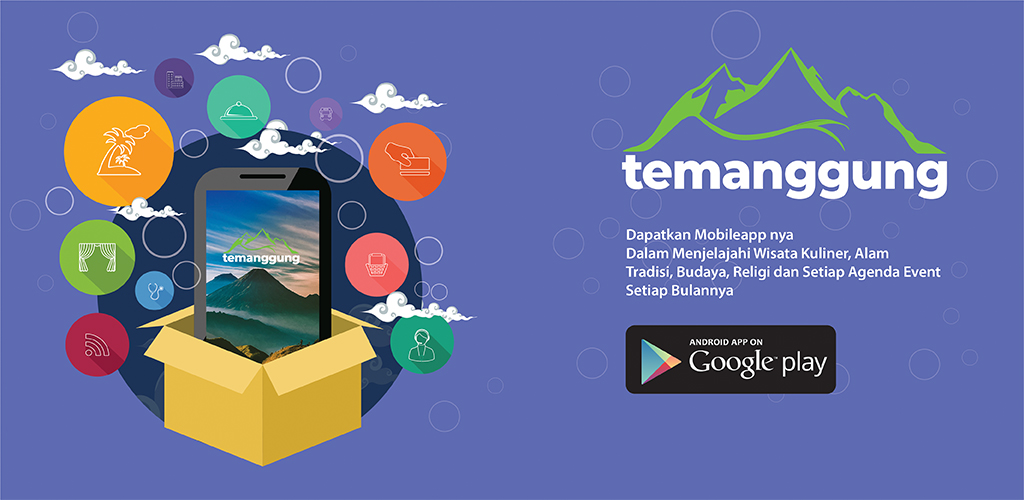 temanggung
temanggung
Dapatkan Mobileapp nya
Dalam Menjelajahi Wisata Kuliner, Alam
Tradisi, Budaya, Religi dan Setiap Agenda Event
Setiap Bulannya
ANDROID APP ON
Google play